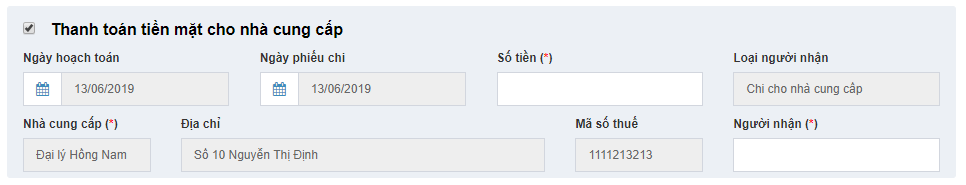 Thanh toán tiền mặt cho nhà cung cấp
Ngày hoạch toán Ngày phiếu chi Số tiền (*) Loại người nhận
13/06/2019 13/06/2019 Chi cho nhà cung cấp
Nhà cung cấp (*) Địa chỉ Mã số thuế Người nhận (*)
Đại lý Hồng Nam Số 10 Nguyễn Thị Định 1111213213